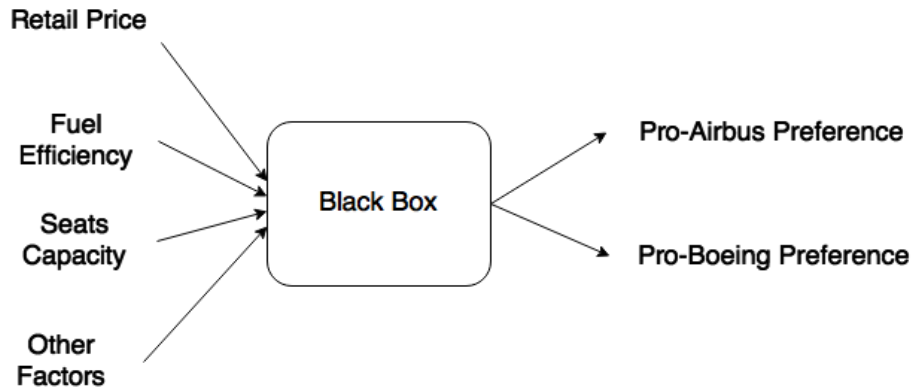 Retail Price
Fuel
Efficiency
Seats
Capacity
Other
Factors
Black Box
Pro-Airbus Preference
Pro-Boeing Preference